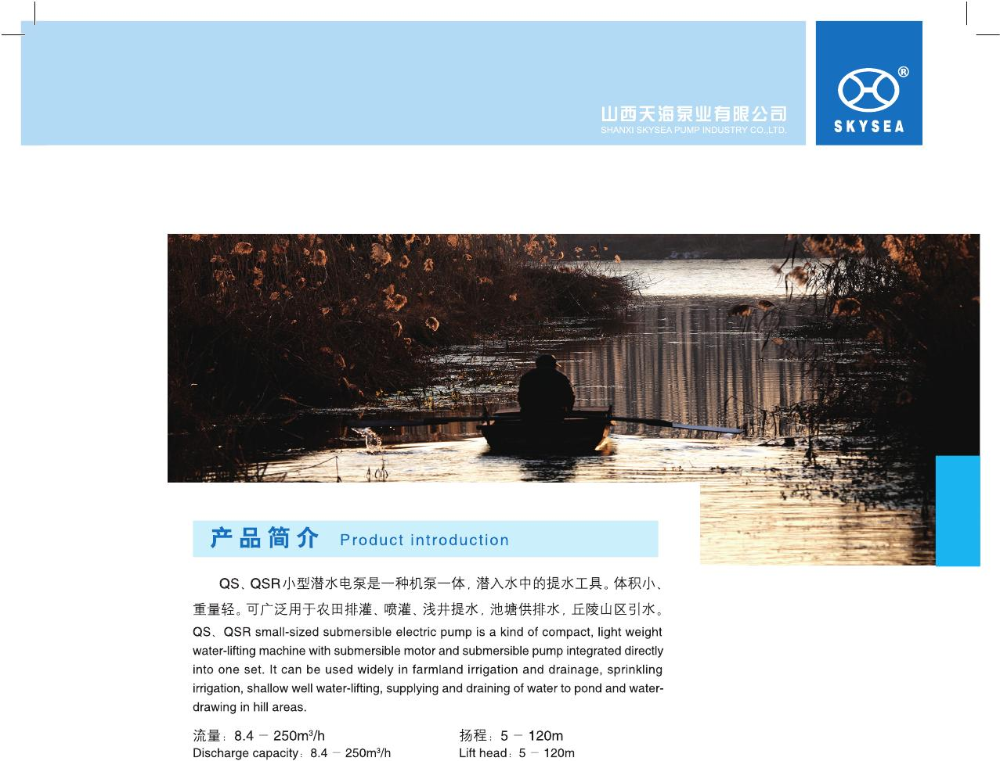 山西天海泵业有限公司
SHANXI SKYSEA PUMP INDUSTRY CO.,LTD.
®
SKYSEA
产品简介 Product introduction
QS、QSR小型潜水电泵是一种机泵一体，潜入水中的提水工具。体积小、
重量轻。可广泛用于农田排灌、喷灌、浅井提水，池塘供排水，丘陵山区引水。
QS、QSR small-sized submersible electric pump is a kind of compact, light weight
water-lifting machine with submersible motor and submersible pump integrated directly
into one set. It can be used widely in farmland irrigation and drainage, sprinkling
irrigation, shallow well water-lifting, supplying and draining of water to pond and water-
drawing in hill areas.
流量：8.4－250m³/h 扬程：5－120m
Discharge capacity：8.4－250m³/h Lift head：5－120m